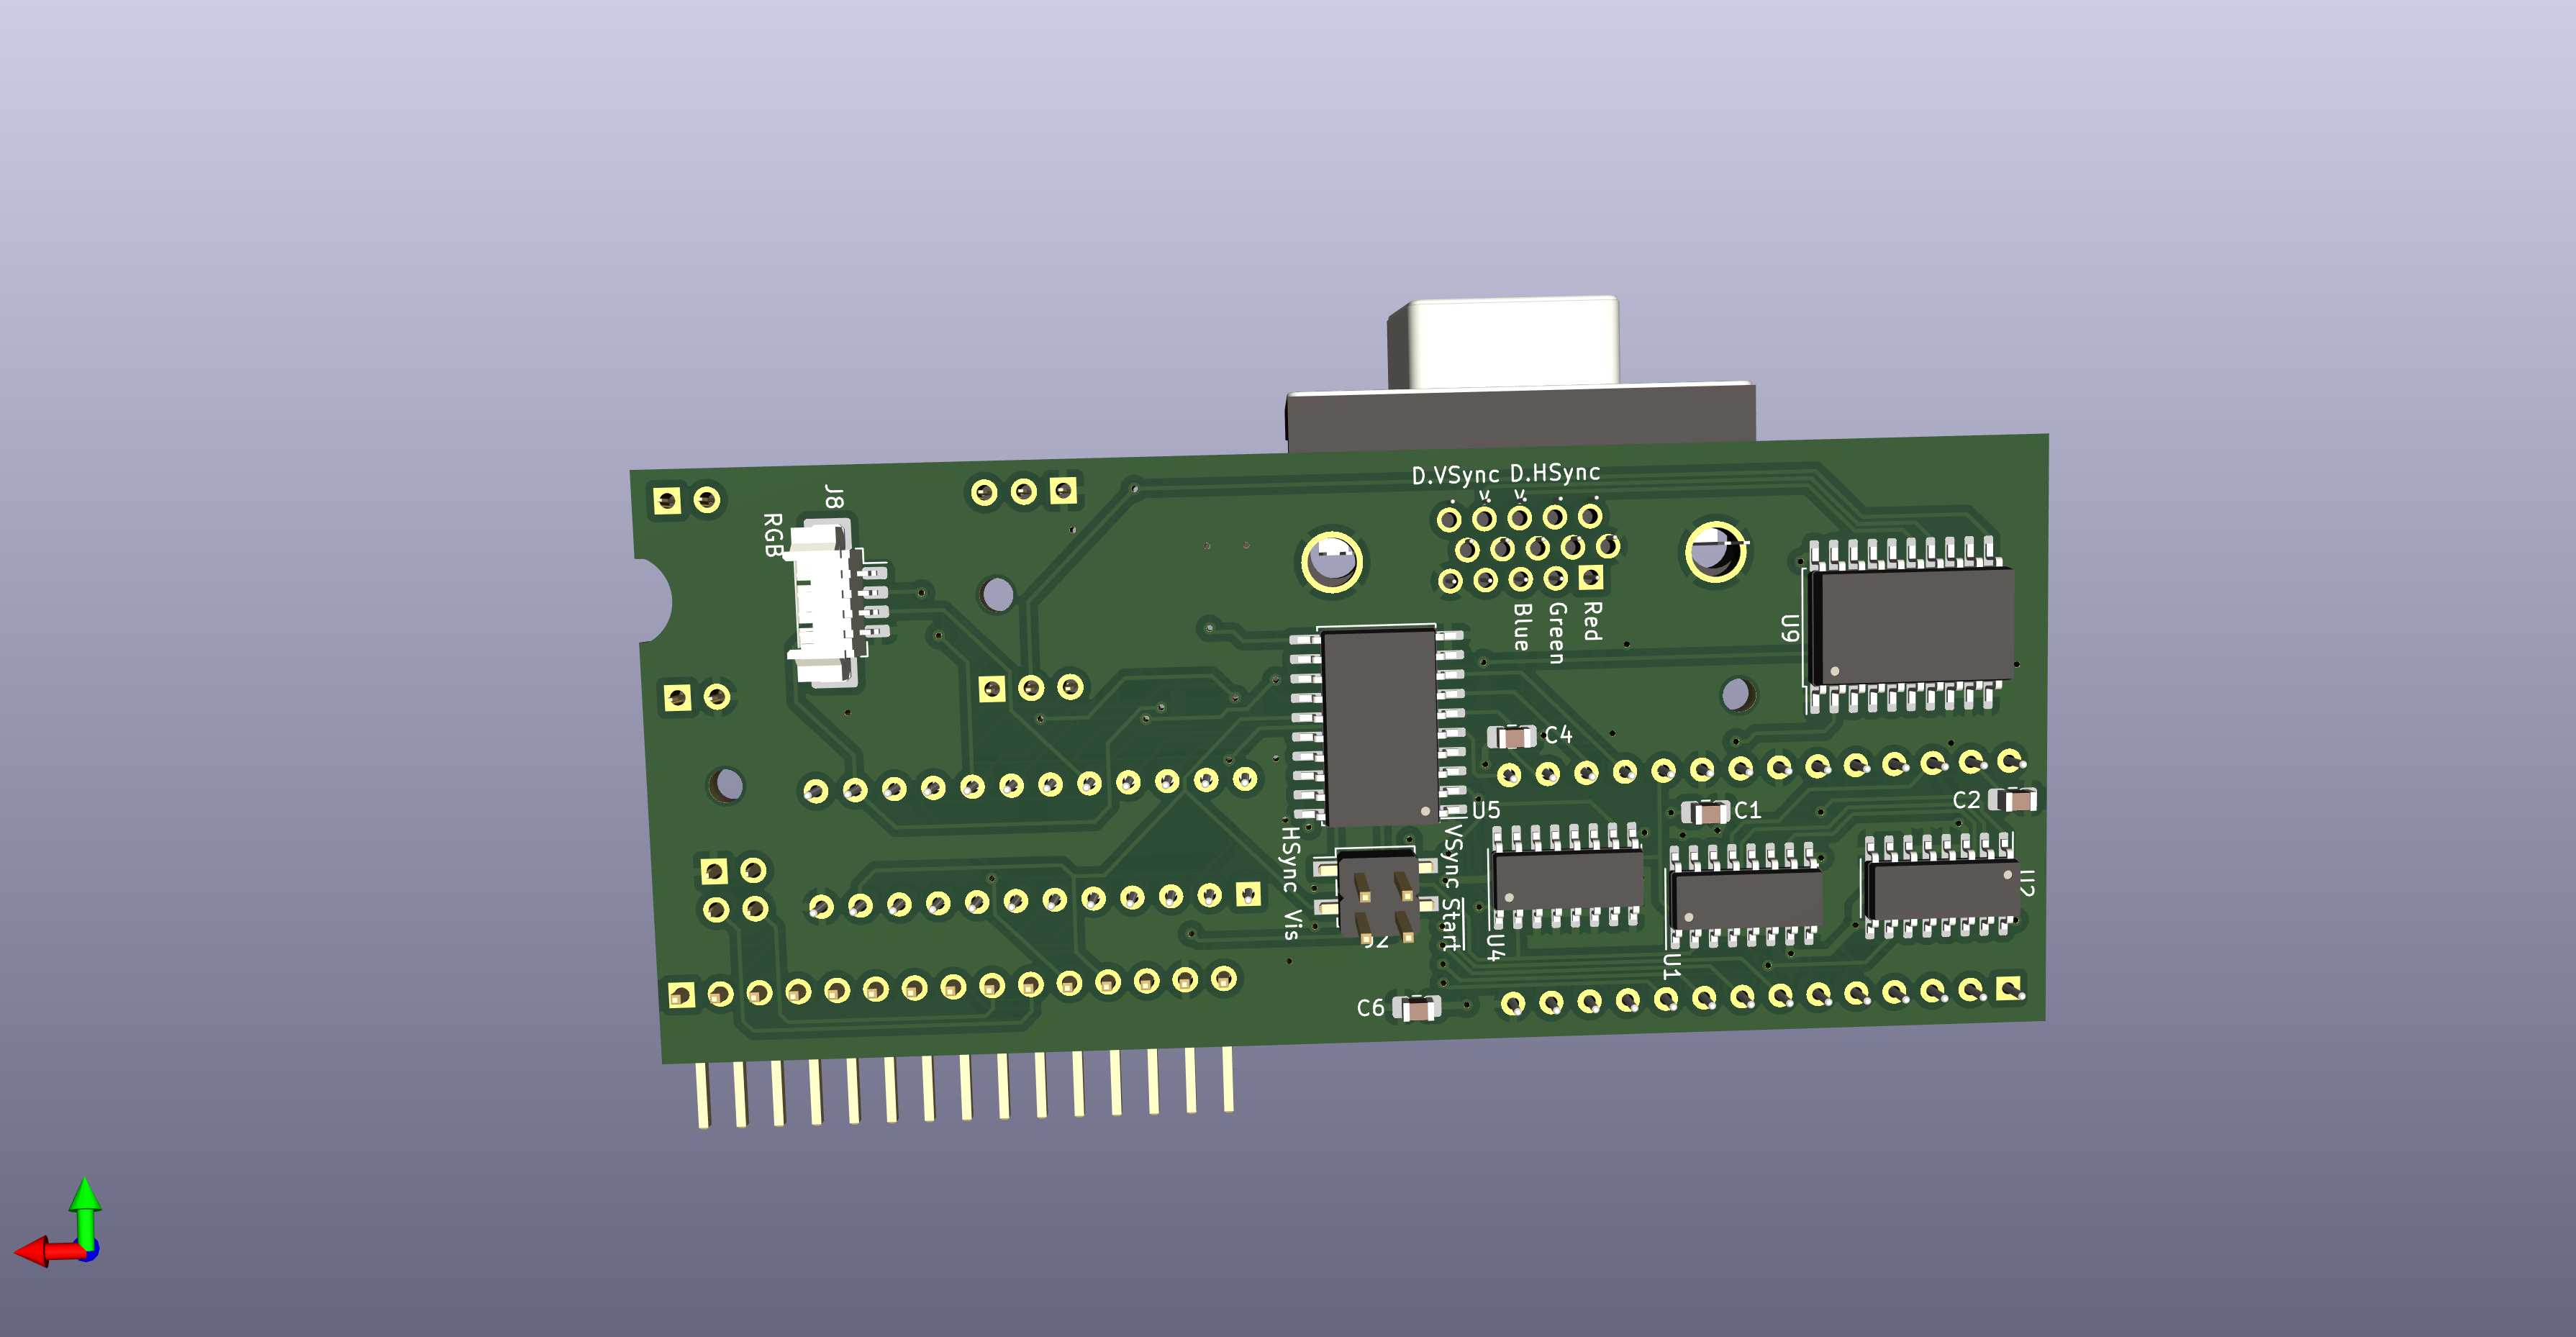 D.VSync D.HSync
v v
J8
RGB
Red
Green
Blue
U9
C4
U5
C1
C2
HSync Vis
VSync Start
U4
U1
U2
C6